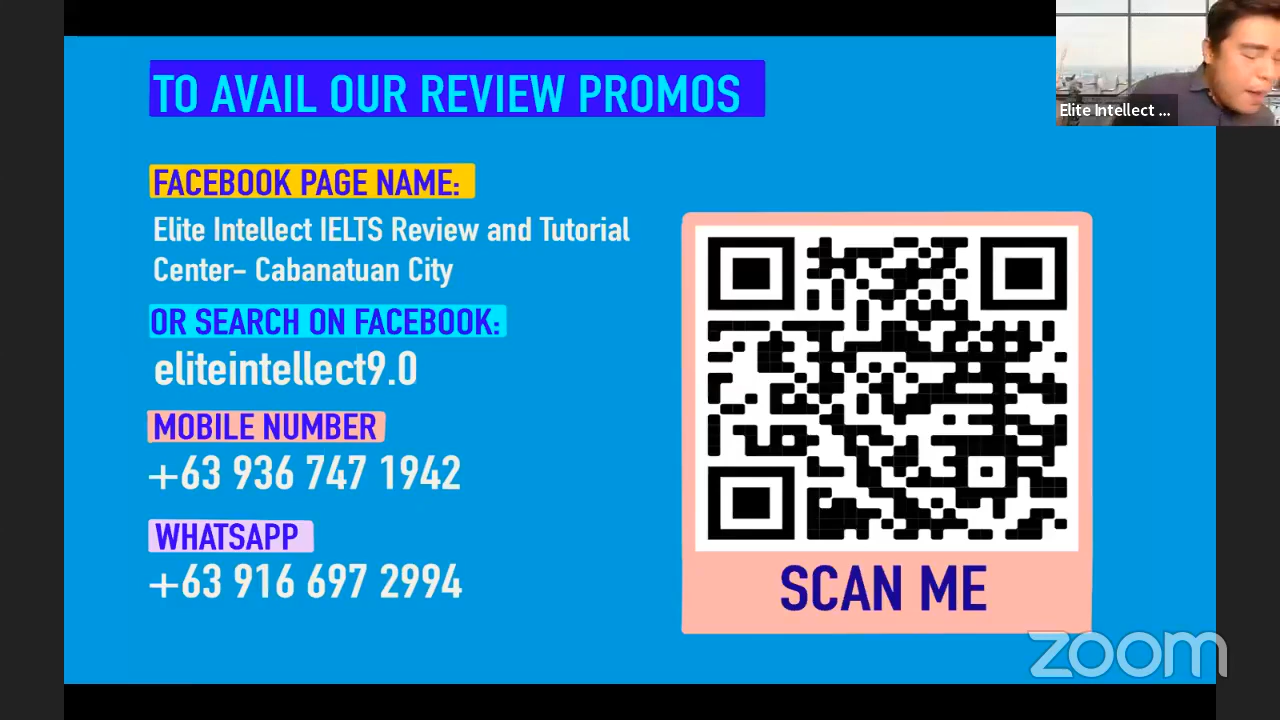 TO AVAIL OUR REVIEW PROMOS
Elite Intellect ...
FACEBOOK PAGE NAME:
Elite Intellect IELTS Review and Tutorial
Center- Cabanatuan City
OR SEARCH ON FACEBOOK:
eliteintellect9.0
MOBILE NUMBER
+63 936 747 1942
WHATSAPP
+63 916 697 2994
SCAN ME
zoom